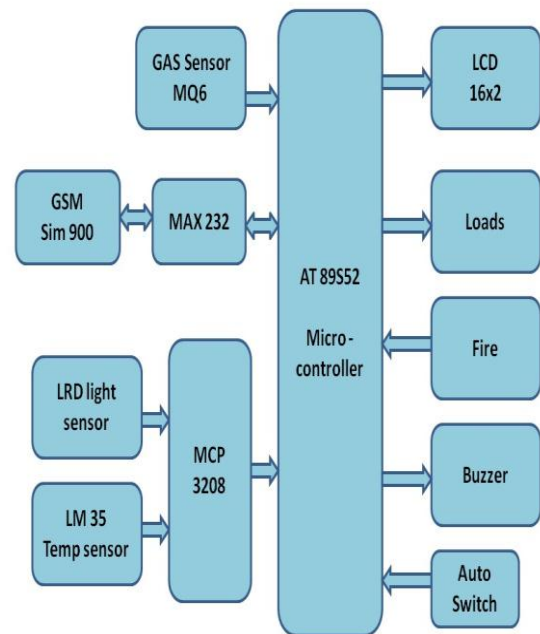 GAS Sensor
MQ6
GSM
Sim 900
MAX 232
LRD light
sensor
LM 35
Temp sensor
MCP
3208
AT 89S52
Micro -
controller
LCD
16x2
Loads
Fire
Buzzer
Auto
Switch